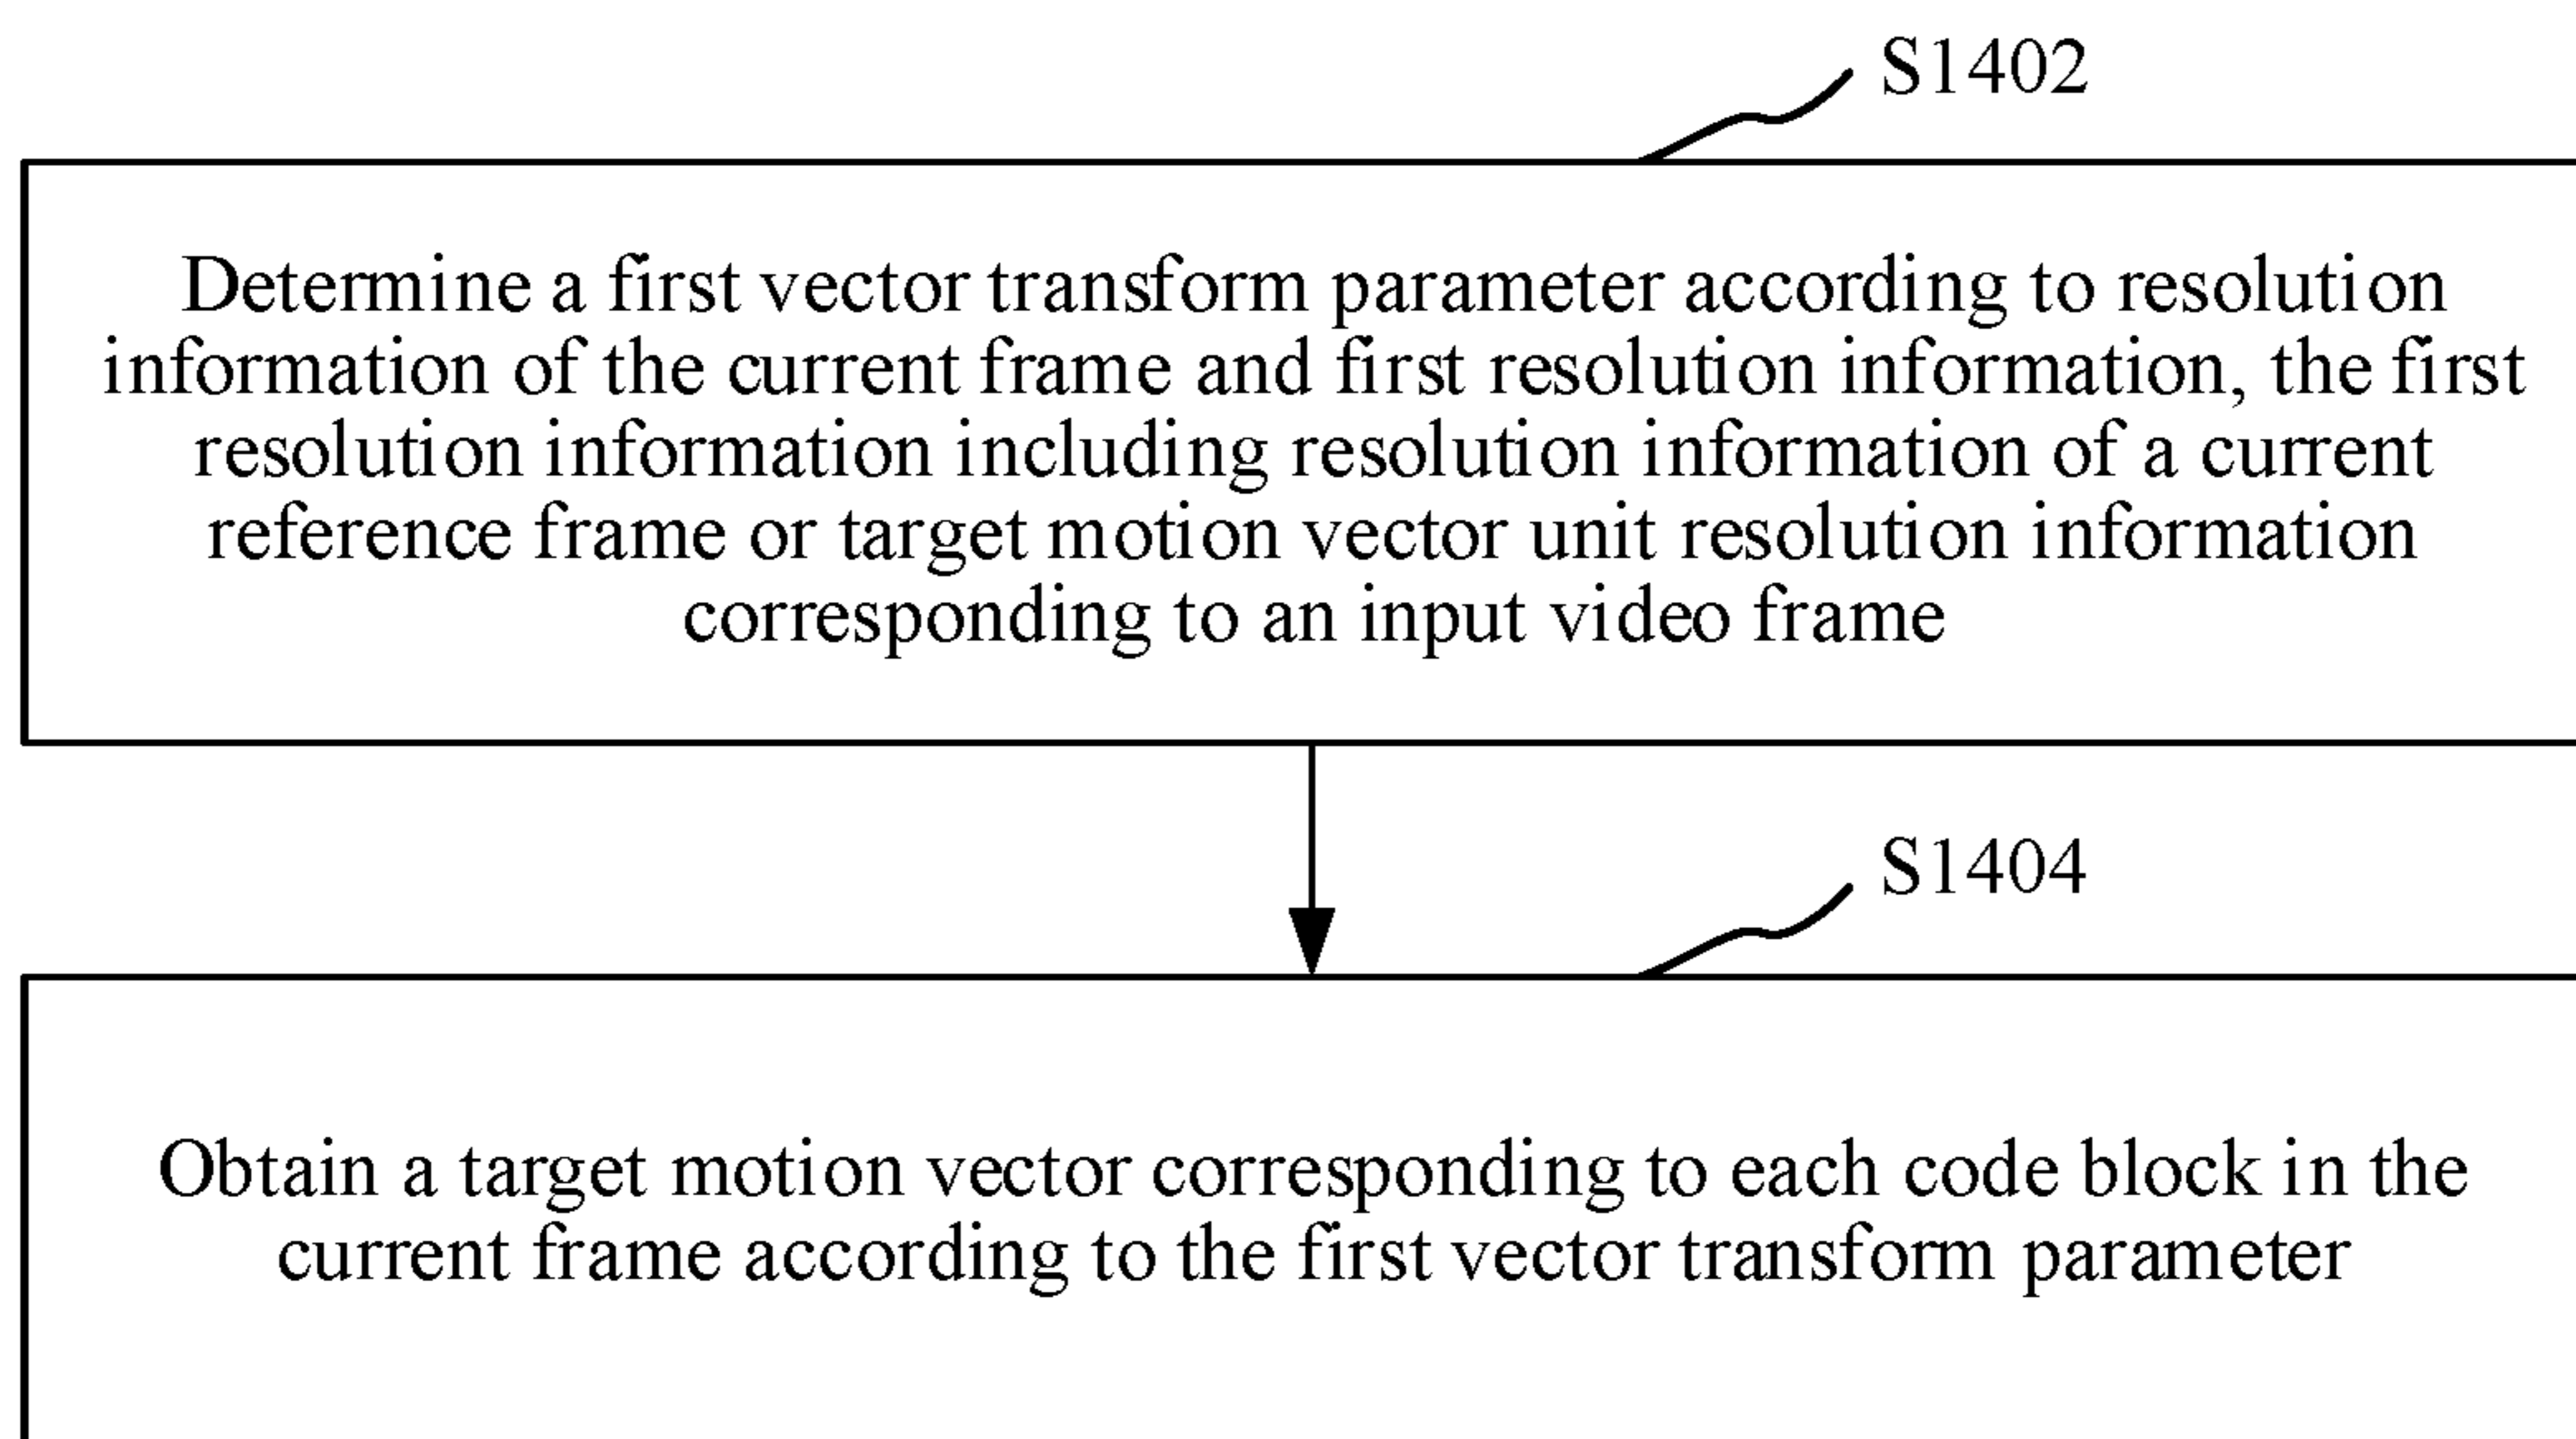 S1402
Determine a first vector transform parameter according to resolution
information of the current frame and first resolution information, the first
resolution information including resolution information of a current
reference frame or target motion vector unit resolution information
corresponding to an input video frame
S1404
Obtain a target motion vector corresponding to each code block in the
current frame according to the first vector transform parameter